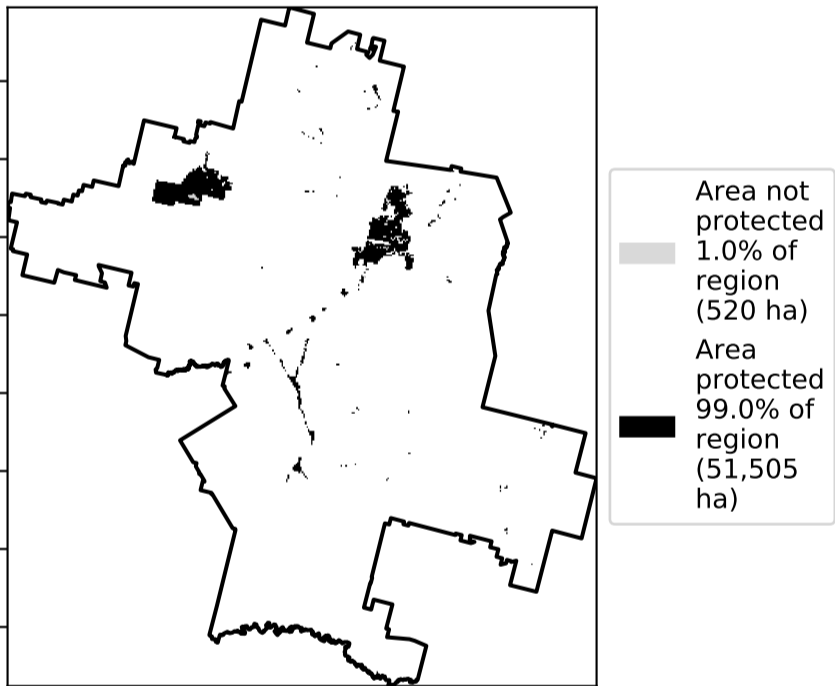 Area not
protected
1.0% of
region
(520 ha)
Area
protected
99.0% of
region
(51,505
ha)